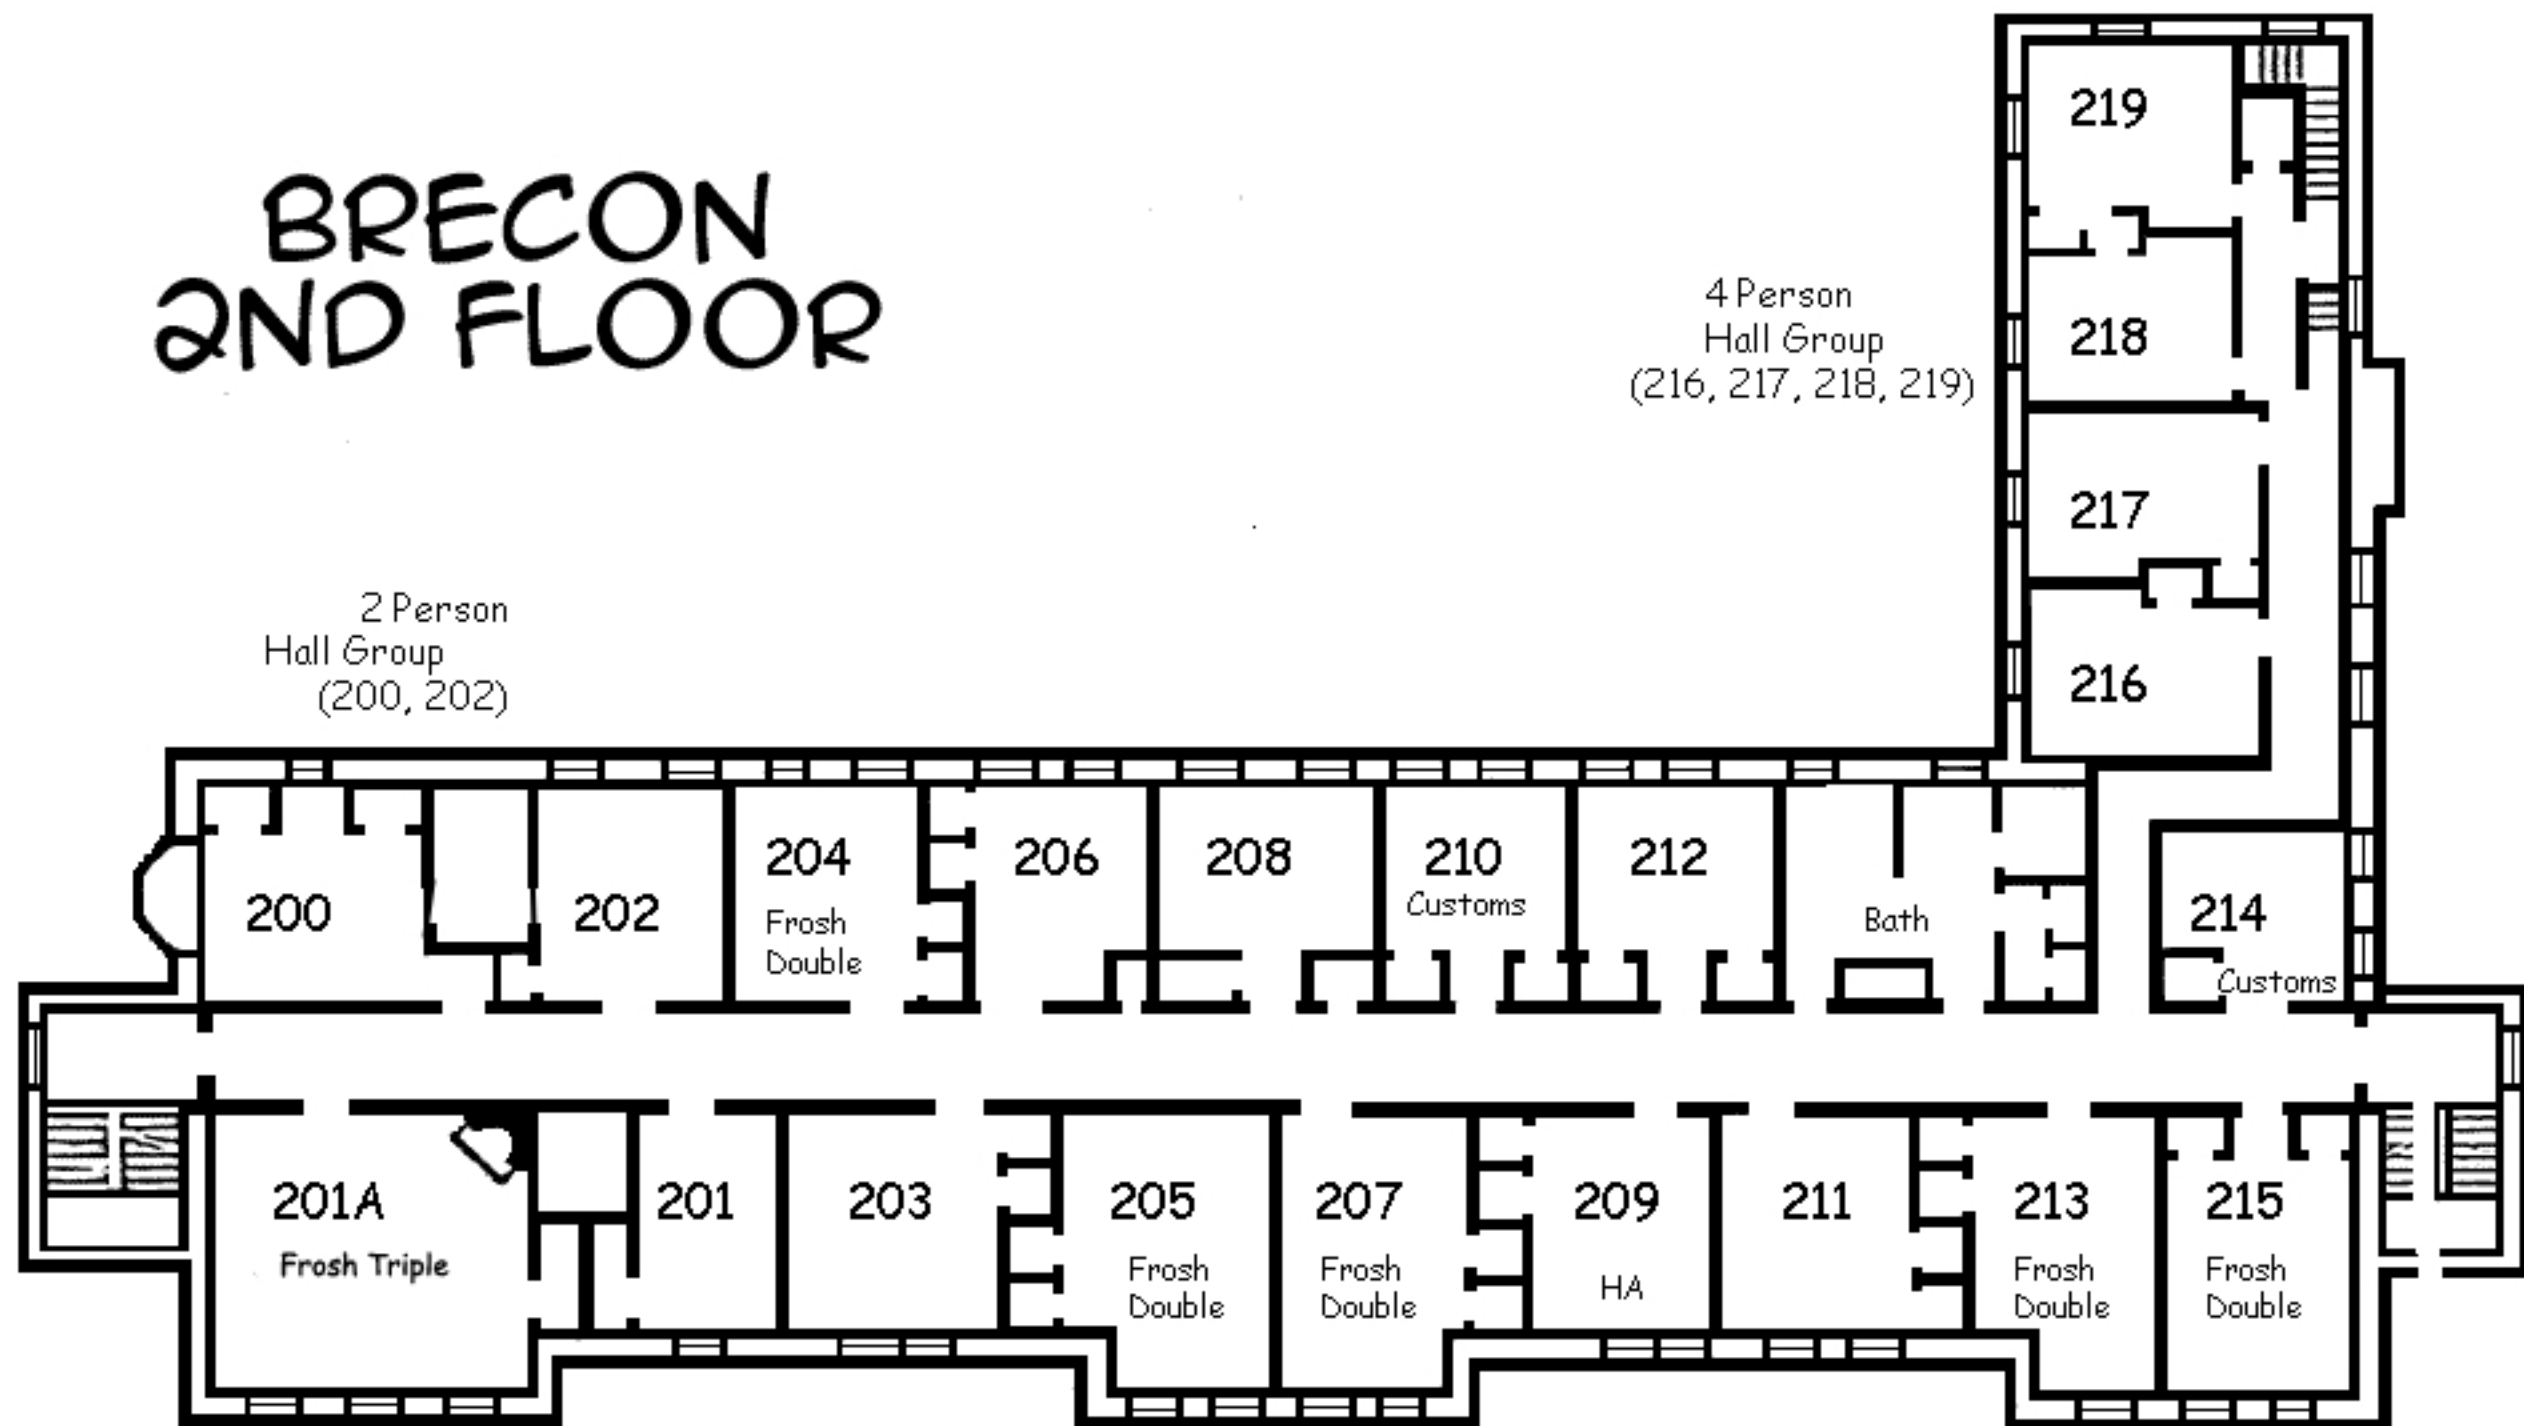 BRECON
2ND FLOOR
4 Person
Hall Group
(216, 217, 218, 219)
2 Person
Hall Group
(200, 202)
219
218
217
216
200
202
204
Frosh
Double
206
208
210
Customs
212
Bath
214
Customs
201A
Frosh Triple
201
203
205
Frosh
Double
207
Frosh
Double
209
HA
211
213
Frosh
Double
215
Frosh
Double